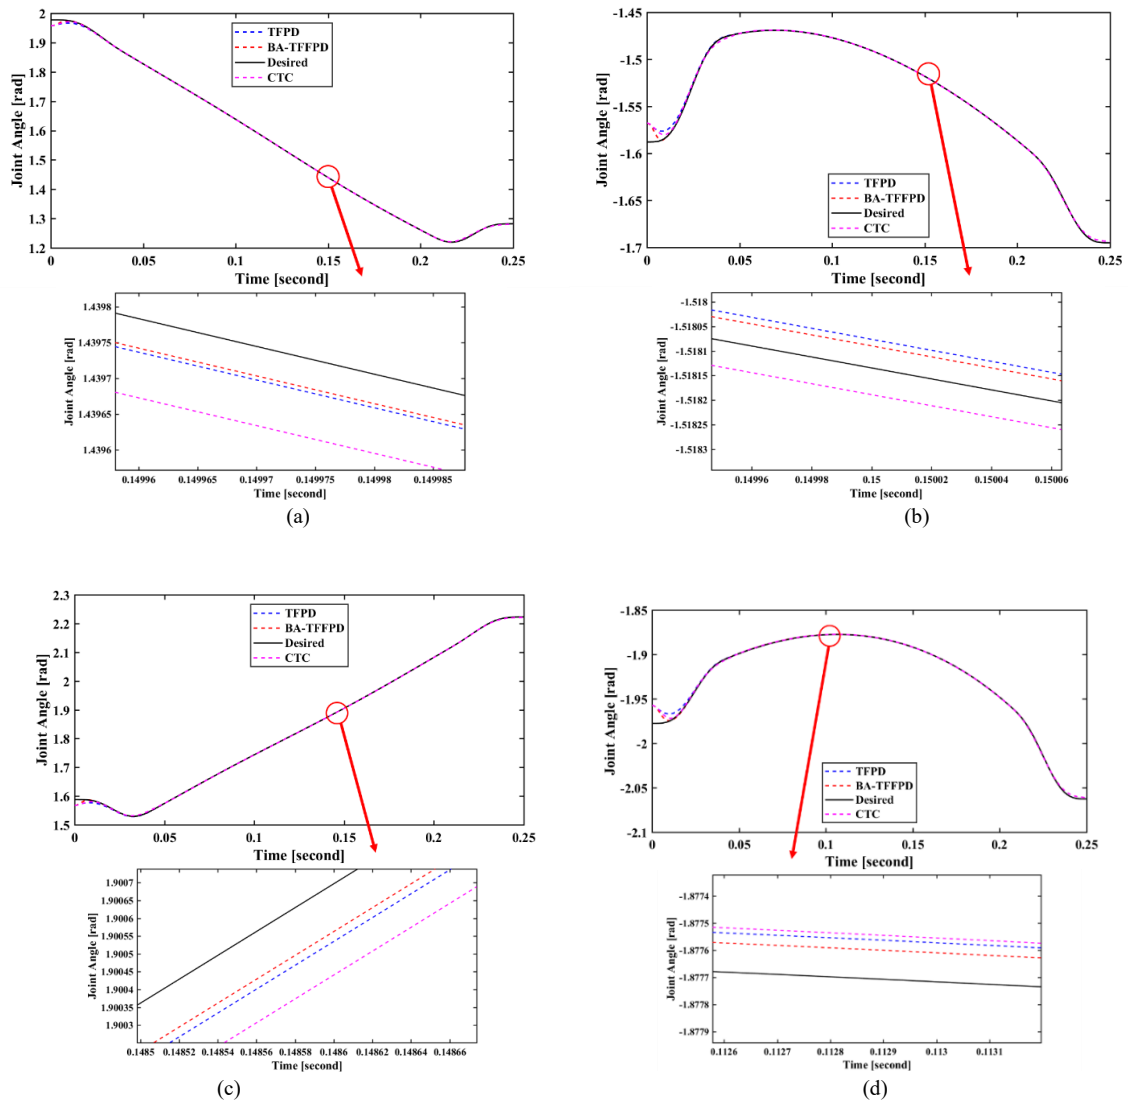 2
1.9
1.8
1.7
1.6
1.5
1.4
1.3
1.2
Joint Angle [rad]
TFPD
BA-TFFPD
Desired
CTC
0 0.05 0.1 0.15 0.2 0.25
Time [second]
1.4398
1.43975
1.4397
1.43965
1.4396
Joint Angle [rad]
0.14996 0.149965 0.14997 0.149975 0.14998 0.149985
Time [second]
(a)
-1.45
-1.5
-1.55
-1.6
-1.65
-1.7
Joint Angle [rad]
TFPD
BA-TFFPD
Desired
CTC
0 0.05 0.1 0.15 0.2 0.25
Time [second]
-1.518
-1.51805
-1.5181
-1.51815
-1.5182
-1.51825
-1.5183
Joint Angle [rad]
0.14996 0.14998 0.15 0.15002 0.15004 0.15006
Time [second]
(b)
2.3
2.2
2.1
2
1.9
1.8
1.7
1.6
1.5
Joint Angle [rad]
TFPD
BA-TFFPD
Desired
CTC
0 0.05 0.1 0.15 0.2 0.25
Time [second]
1.9007
1.90065
1.9006
1.90055
1.9005
1.90045
1.9004
1.90035
1.9003
Joint Angle [rad]
0.1485 0.14852 0.14854 0.14856 0.14858 0.1486 0.14862 0.14864 0.14866
Time [second]
(c)
-1.85
-1.9
-1.95
-2
-2.05
-2.1
Joint Angle [rad]
TFPD
BA-TFFPD
Desired
CTC
0 0.05 0.1 0.15 0.2 0.25
Time [second]
-1.8774
-1.8775
-1.8776
-1.8777
-1.8778
-1.8779
Joint Angle [rad]
0.1126 0.1127 0.1128 0.1129 0.113 0.1131
Time [second]
(d)